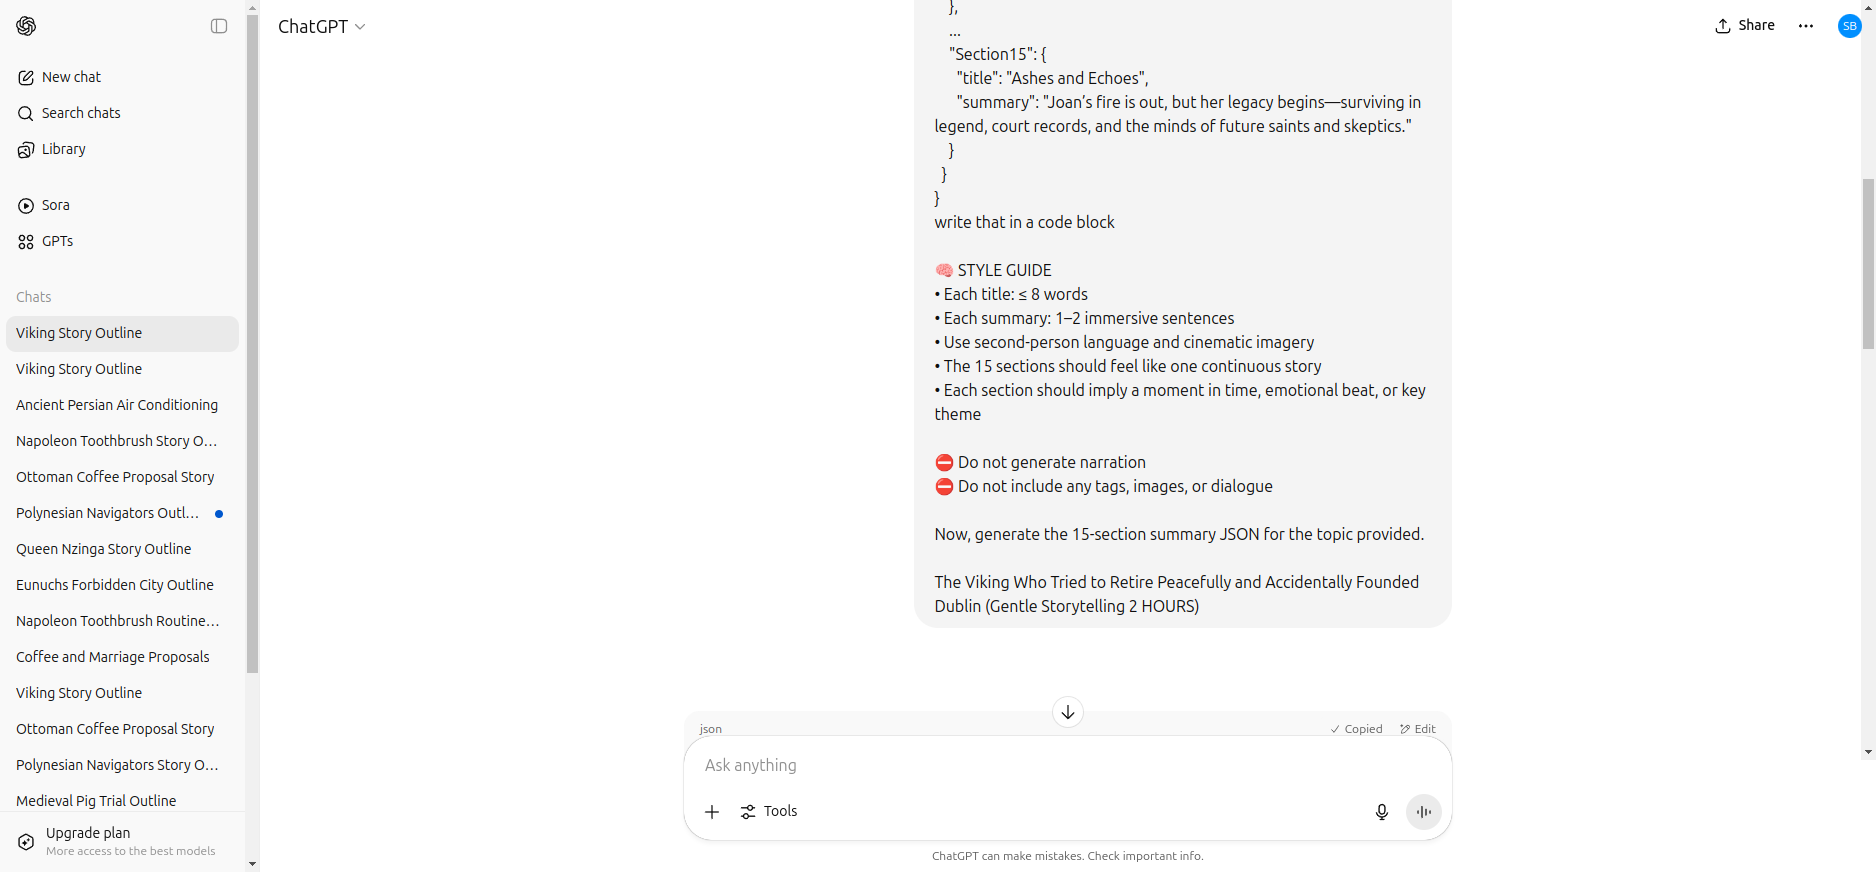 ChatGPT
Share
SB
New chat
Search chats
Library
Sora
GPTs
Chats
Viking Story Outline
Viking Story Outline
Ancient Persian Air Conditioning
Napoleon Toothbrush Story O...
Ottoman Coffee Proposal Story
Polynesian Navigators Outl...
Queen Nzinga Story Outline
Eunuchs Forbidden City Outline
Napoleon Toothbrush Routine...
Coffee and Marriage Proposals
Viking Story Outline
Ottoman Coffee Proposal Story
Polynesian Navigators Story O...
Medieval Pig Trial Outline
Upgrade plan
More access to the best models
},
...
"Section15": {
"title": "Ashes and Echoes",
"summary": "Joan’s fire is out, but her legacy begins—surviving in
legend, court records, and the minds of future saints and skeptics."
}
}
}
write that in a code block
🧠 STYLE GUIDE
• Each title: ≤ 8 words
• Each summary: 1–2 immersive sentences
• Use second-person language and cinematic imagery
• The 15 sections should feel like one continuous story
• Each section should imply a moment in time, emotional beat, or key
theme
⛔ Do not generate narration
⛔ Do not include any tags, images, or dialogue
Now, generate the 15-section summary JSON for the topic provided.
The Viking Who Tried to Retire Peacefully and Accidentally Founded
Dublin (Gentle Storytelling 2 HOURS)
json
Copied
Edit
Ask anything
Tools
ChatGPT can make mistakes. Check important info.